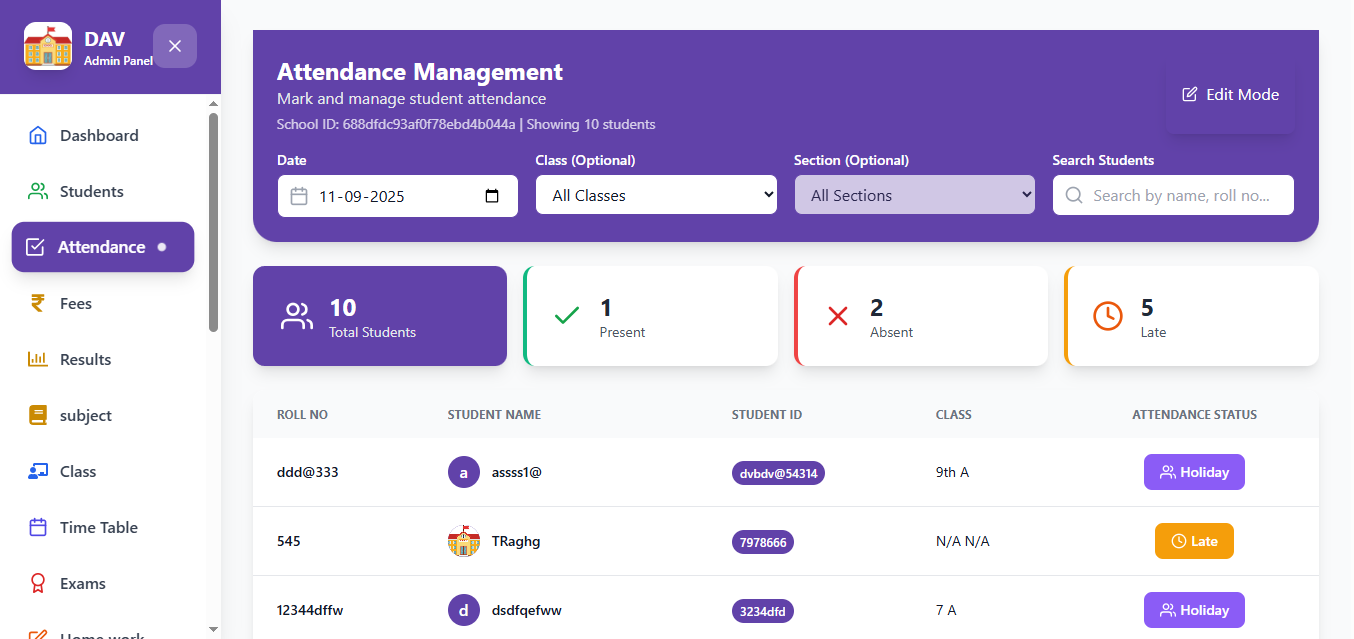 DAV
Admin Panel
Dashboard
Students
Attendance
Fees
Results
subject
Class
Time Table
Exams
Home work
Attendance Management
Mark and manage student attendance
School ID: 688dfdc93af0f78ebd4b044a | Showing 10 students
Edit Mode
Date Class (Optional) Section (Optional) Search Students
11-09-2025 All Classes All Sections Search by name, roll no...
10 1 2 5
Total Students Present Absent Late
ROLL NO STUDENT NAME STUDENT ID CLASS ATTENDANCE STATUS
ddd@333 a assss1@ dvbdv@54314 9th A Holiday
545 TRaghg 7978666 N/A N/A Late
12344dffw d dsdfqefww 3234dfd 7 A Holiday